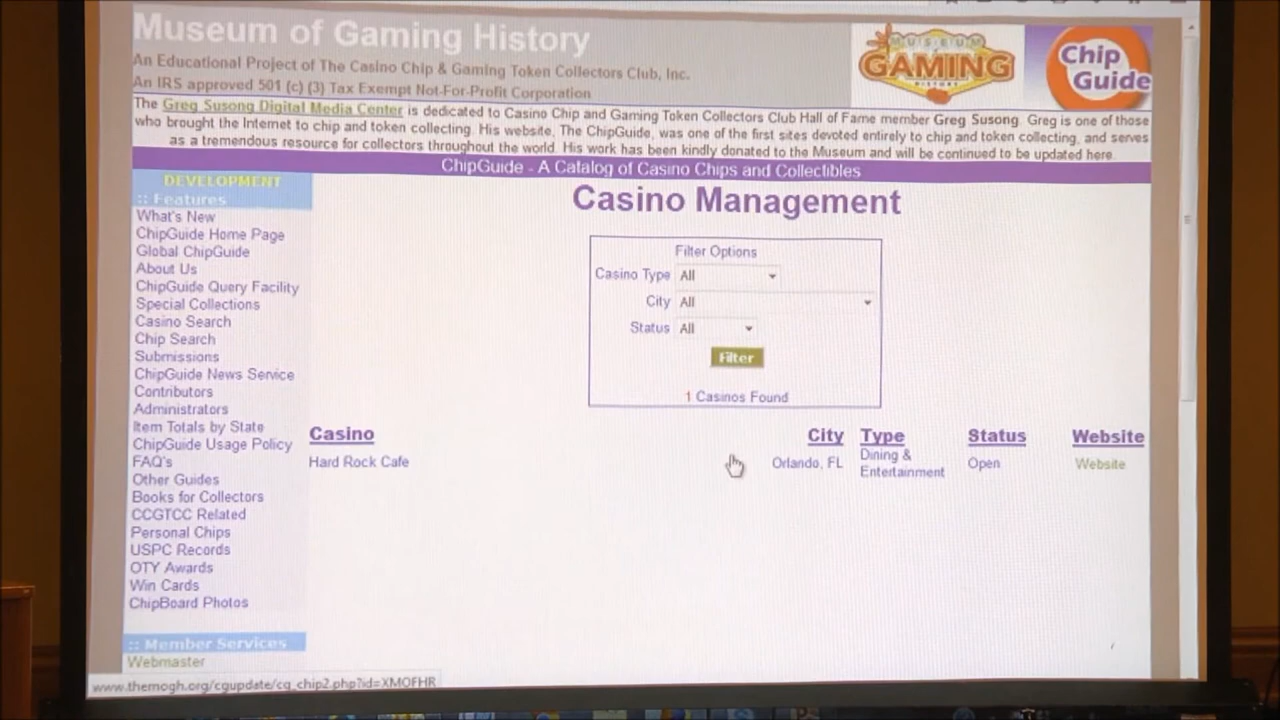 Museum of Gaming History
An Educational Project of The Casino Chip & Gaming Token Collectors Club, Inc.
An IRS approved 501 (c) (3) Tax Exempt Not-For-Profit Corporation
MUSEUM OF
GAMING
HISTORY
Chip
Guide
The Greg Susong Digital Media Center is dedicated to Casino Chip and Gaming Token Collectors Club Hall of Fame member Greg Susong. Greg is one of those
who brought the Internet to chip and token collecting. His website, The ChipGuide, was one of the first sites devoted entirely to chip and token collecting, and serves
as a tremendous resource for collectors throughout the world. His work has been kindly donated to the Museum and will be continued to be updated here.
ChipGuide - A Catalog of Casino Chips and Collectibles
DEVELOPMENT
:: Features
What's New
ChipGuide Home Page
Global ChipGuide
About Us
ChipGuide Query Facility
Special Collections
Casino Search
Chip Search
Submissions
ChipGuide News Service
Contributors
Administrators
Item Totals by State
ChipGuide Usage Policy
FAQ's
Other Guides
Books for Collectors
CCGTCC Related
Personal Chips
USPC Records
OTY Awards
Win Cards
ChipBoard Photos
:: Member Services
Webmaster
Casino Management
Filter Options
Casino Type All
City All
Status All
Filter
1 Casinos Found
Casino City Type Status Website
Hard Rock Cafe Orlando, FL Dining & Entertainment Open Website
www.themogh.org/cgupdate/cg_chip2.php?id=XMOFHR